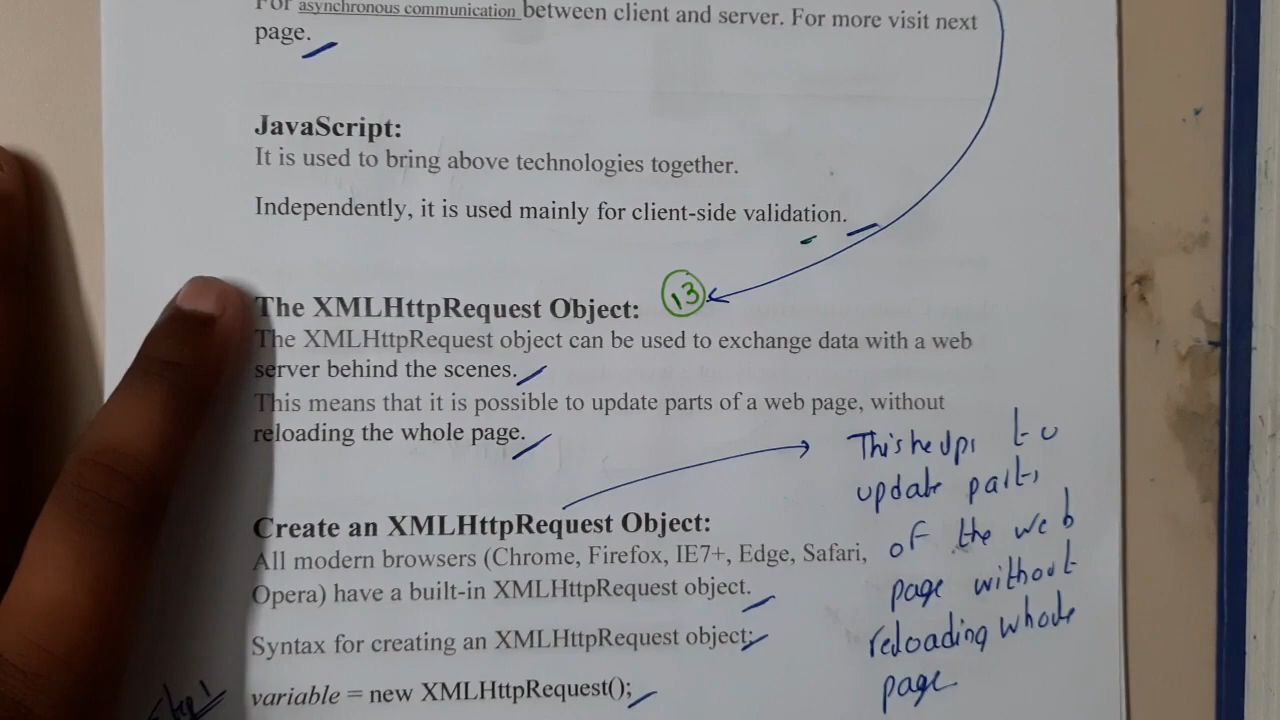 For asynchronous communication between client and server. For more visit next
page.
JavaScript:
It is used to bring above technologies together.
Independently, it is used mainly for client-side validation.
The XMLHttpRequest Object:
13
The XMLHttpRequest object can be used to exchange data with a web
server behind the scenes.
This means that it is possible to update parts of a web page, without
reloading the whole page.
This helps to
update parts
of the web
page without
reloading whole
page
Create an XMLHttpRequest Object:
All modern browsers (Chrome, Firefox, IE7+, Edge, Safari,
Opera) have a built-in XMLHttpRequest object.
Syntax for creating an XMLHttpRequest object:
Step 1
variable = new XMLHttpRequest();